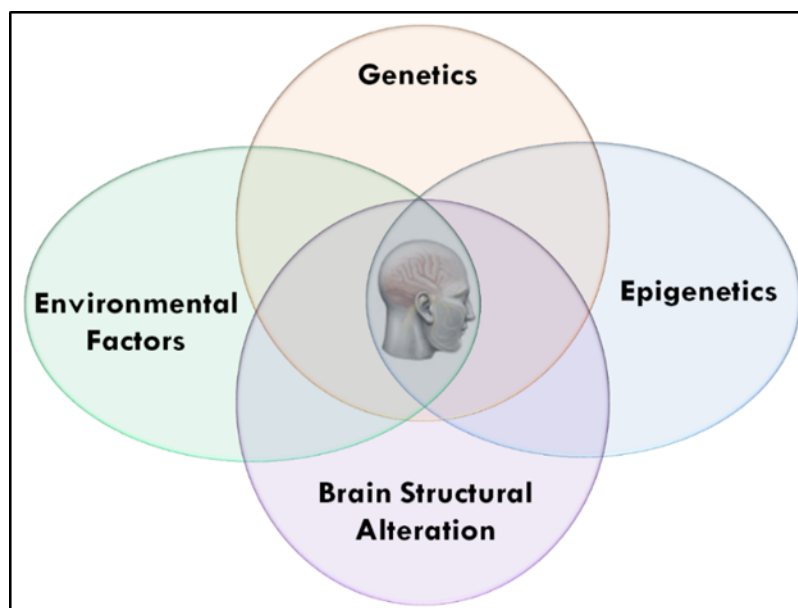 Genetics
Environmental
Factors
Epigenetics
Brain Structural
Alteration